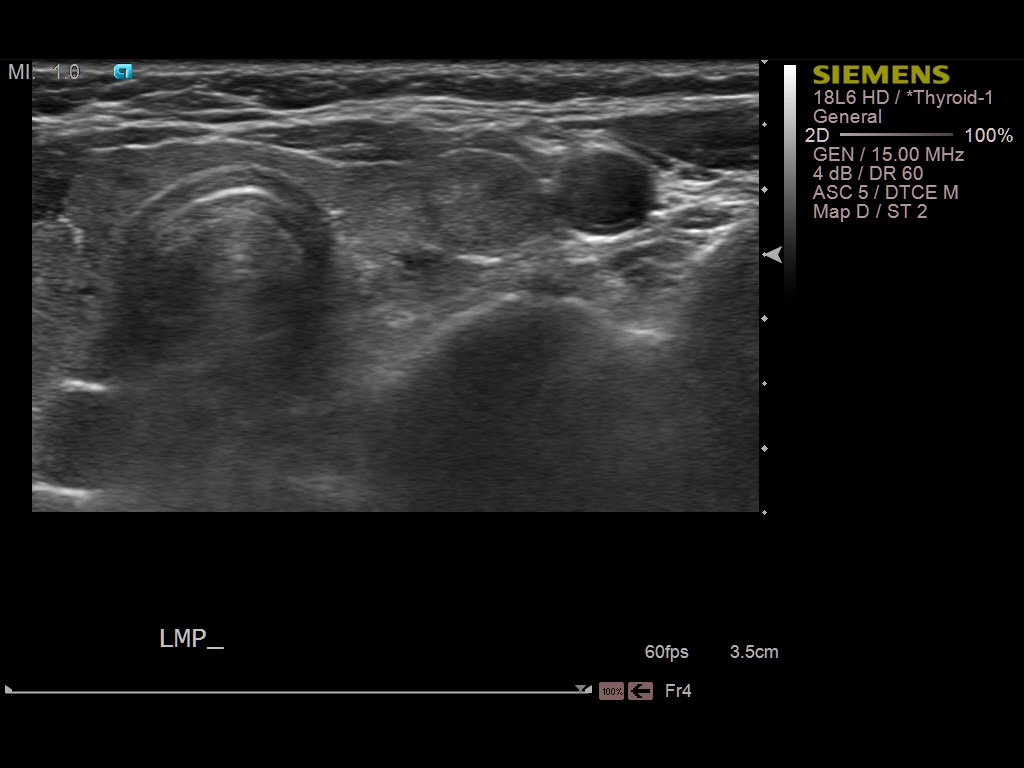 MI: 1.0
SIEMENS
18L6 HD / *Thyroid-1
General
2D 100%
GEN / 15.00 MHz
4 dB / DR 60
ASC 5 / DTCE M
Map D / ST 2
LMP_
60fps 3.5cm
100% Fr4